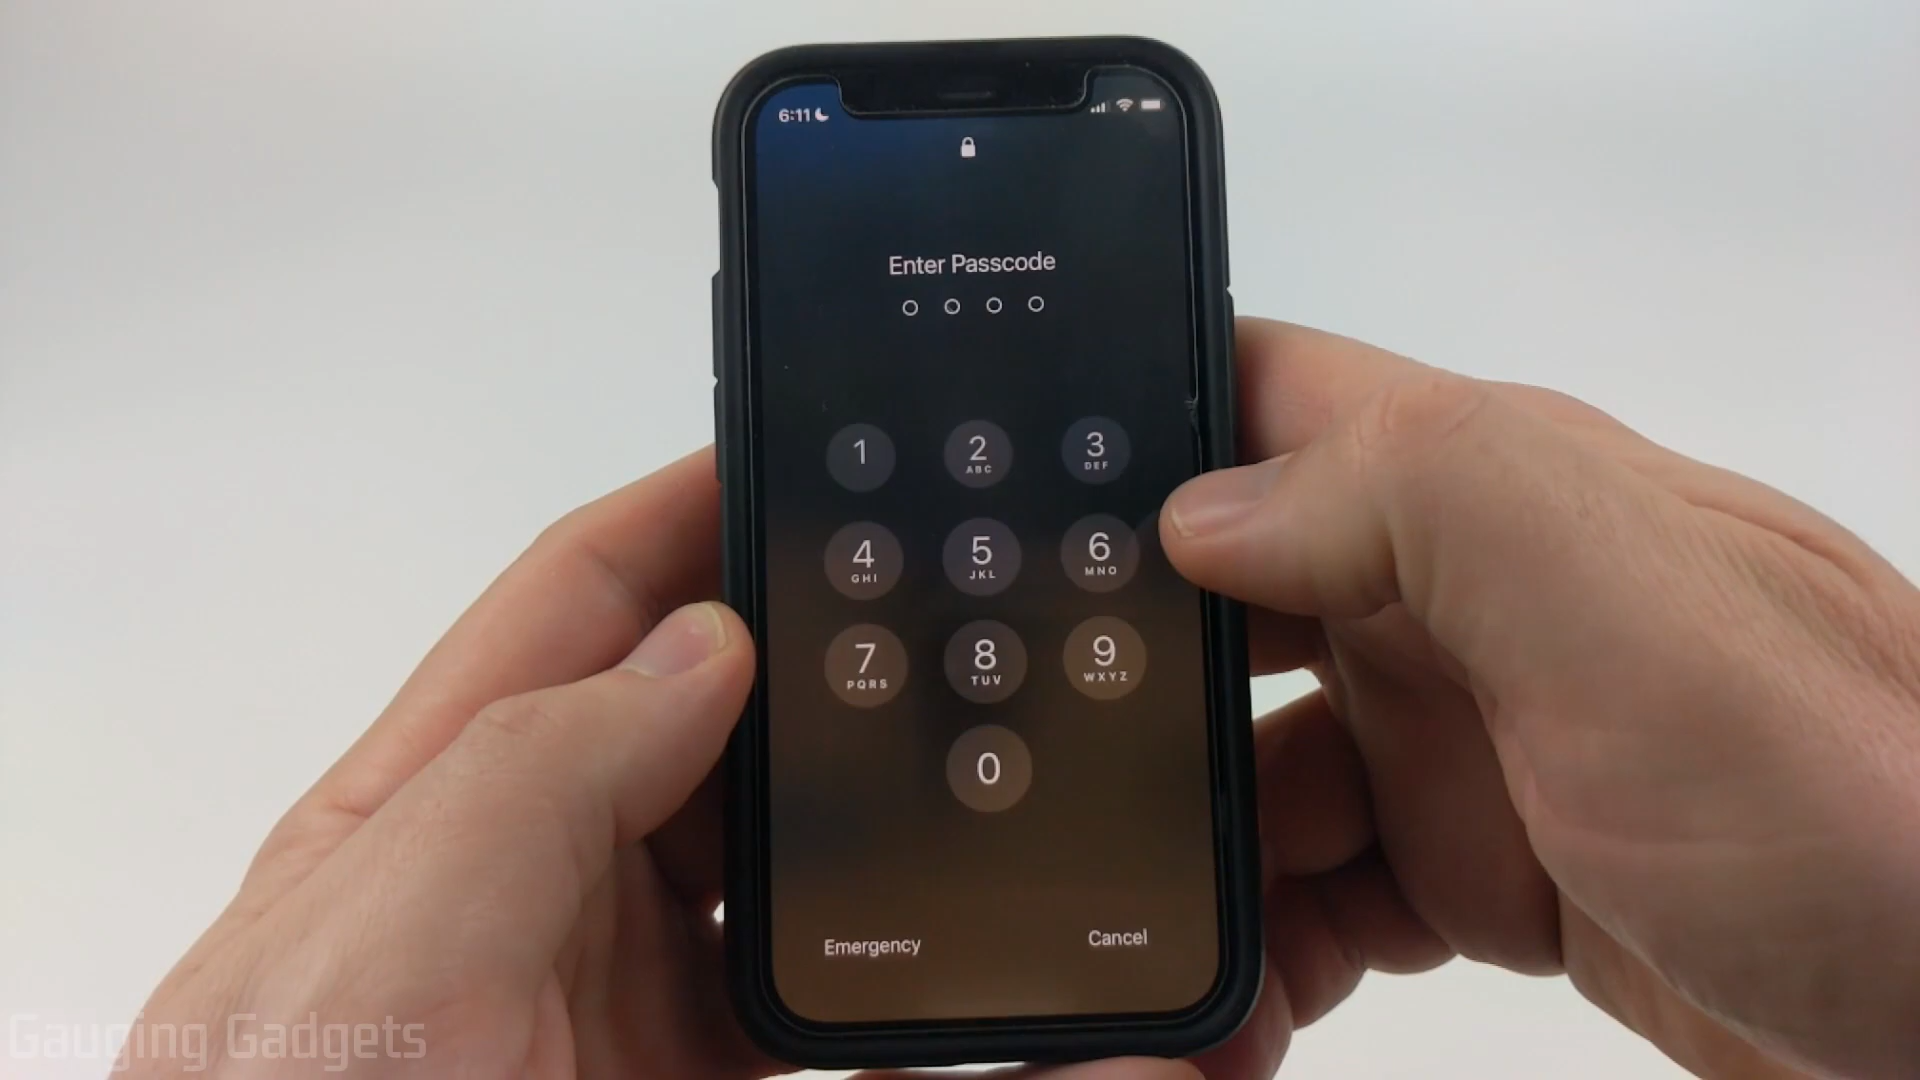 6:11
Enter Passcode
1
2
ABC
3
DEF
4
GHI
5
JKL
6
MNO
7
PQRS
8
TUV
9
WXYZ
0
Emergency
Cancel
Gauging Gadgets